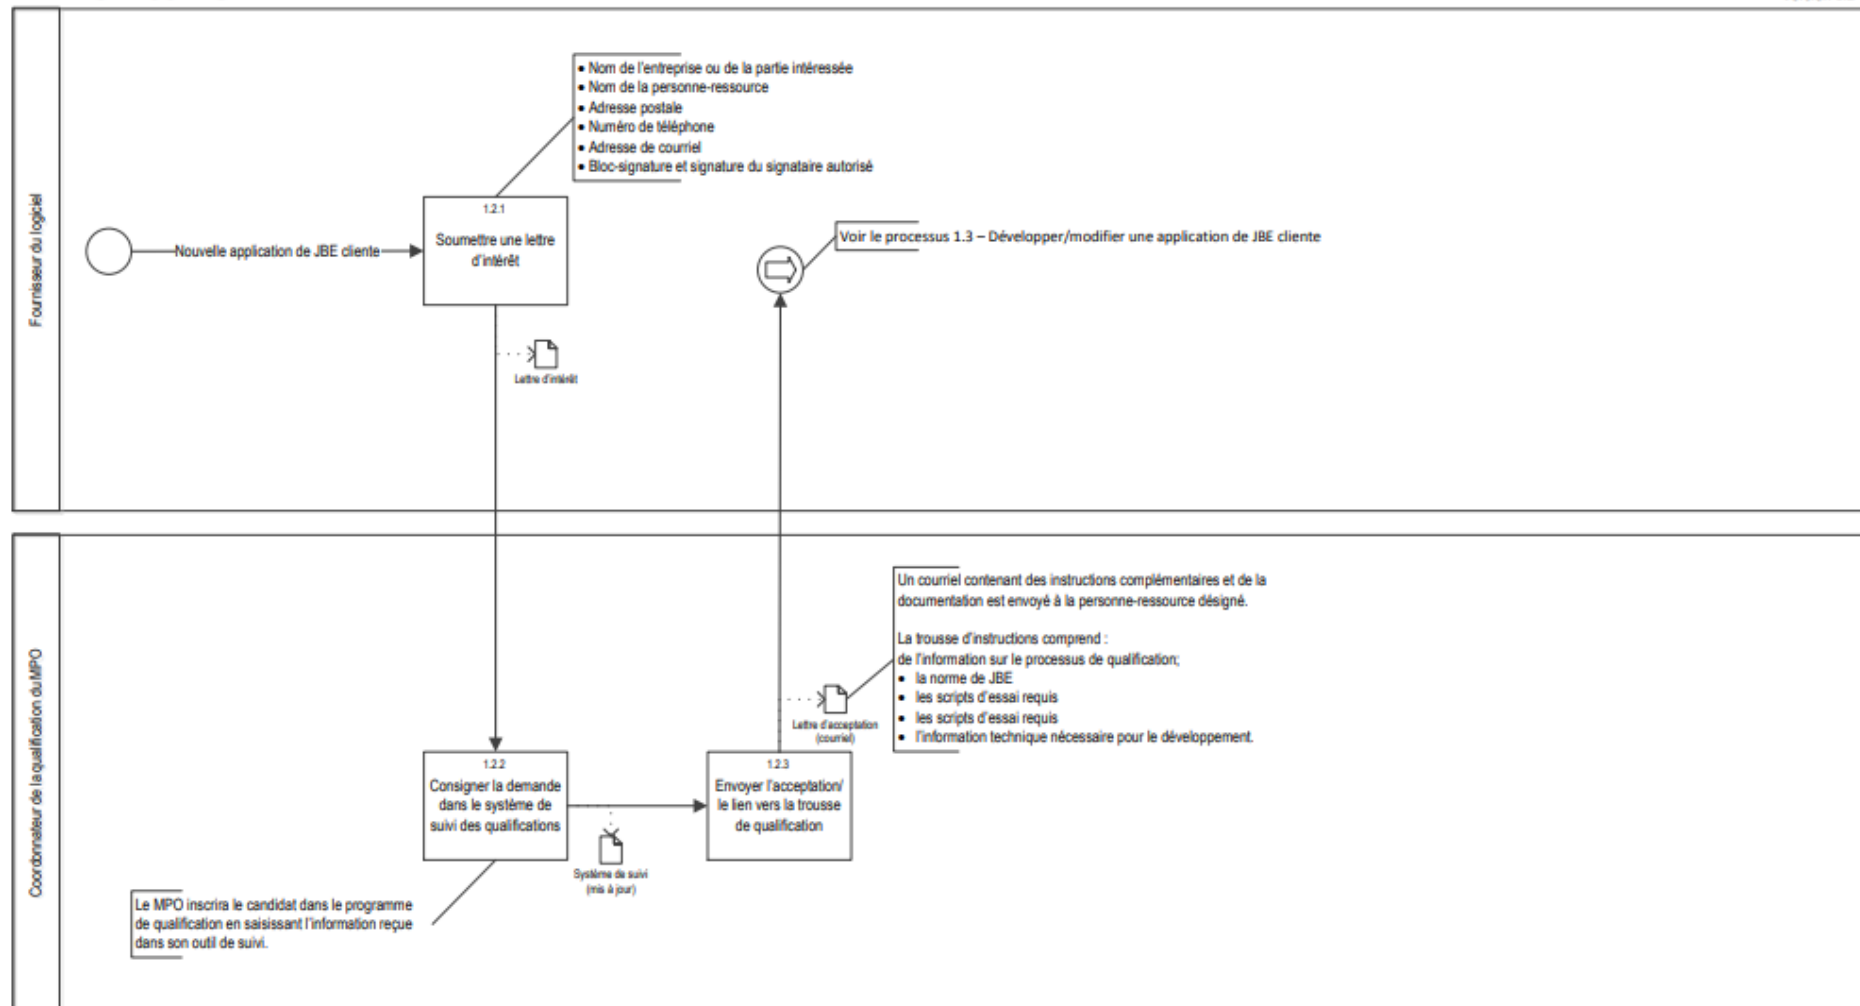 Fournisseur du logiciel
• Nom de l'entreprise ou de la partie intéressée
• Nom de la personne-ressource
• Adresse postale
• Numéro de téléphone
• Adresse de courriel
• Bloc-signature et signature du signataire autorisé
Nouvelle application de JBE cliente
1.2.1
Soumettre une lettre
d'intérêt
Voir le processus 1.3 – Développer/modifier une application de JBE cliente
Lettre d'intérêt
Coordonnateur de la qualification du MPO
Un courriel contenant des instructions complémentaires et de la
documentation est envoyé à la personne-ressource désigné.
La trousse d'instructions comprend :
de l'information sur le processus de qualification;
• la norme de JBE
• les scripts d'essai requis
• les scripts d'essai requis
• l'information technique nécessaire pour le développement.
Lettre d'acceptation
(courriel)
1.2.2
Consigner la demande
dans le système de
suivi des qualifications
1.2.3
Envoyer l'acceptation/
le lien vers la trousse
de qualification
Système de suivi
(mis à jour)
Le MPO inscrira le candidat dans le programme
de qualification en saisissant l'information reçue
dans son outil de suivi.